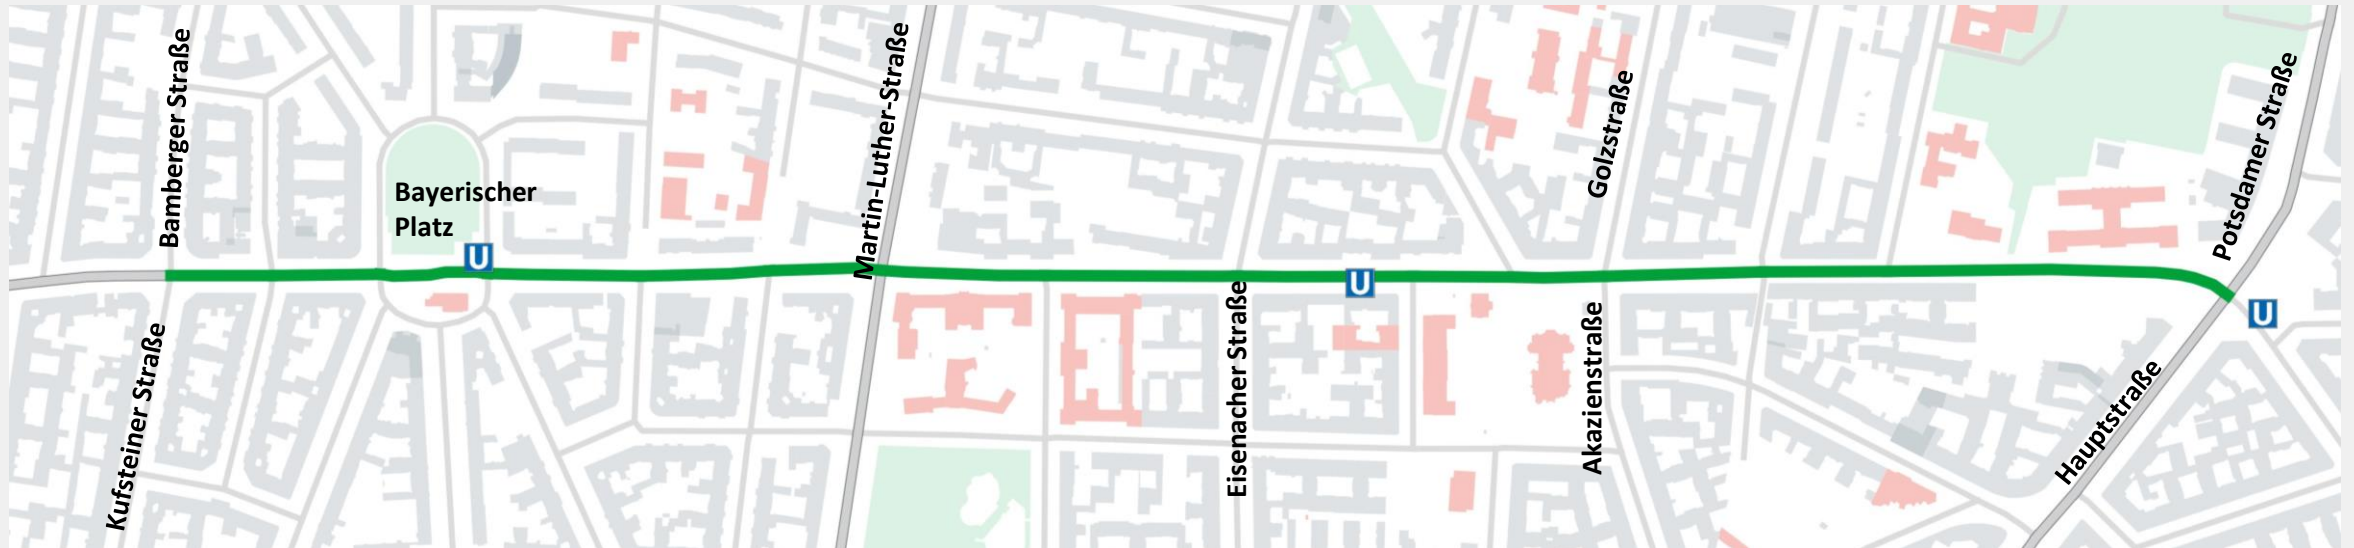 Bamberger Straße
Kufsteiner Straße
Bayerischer
Platz
U
Martin-Luther-Straße
Eisenacher Straße
U
Golzstraße
Akazienstraße
Potsdamer Straße
U
Hauptstraße